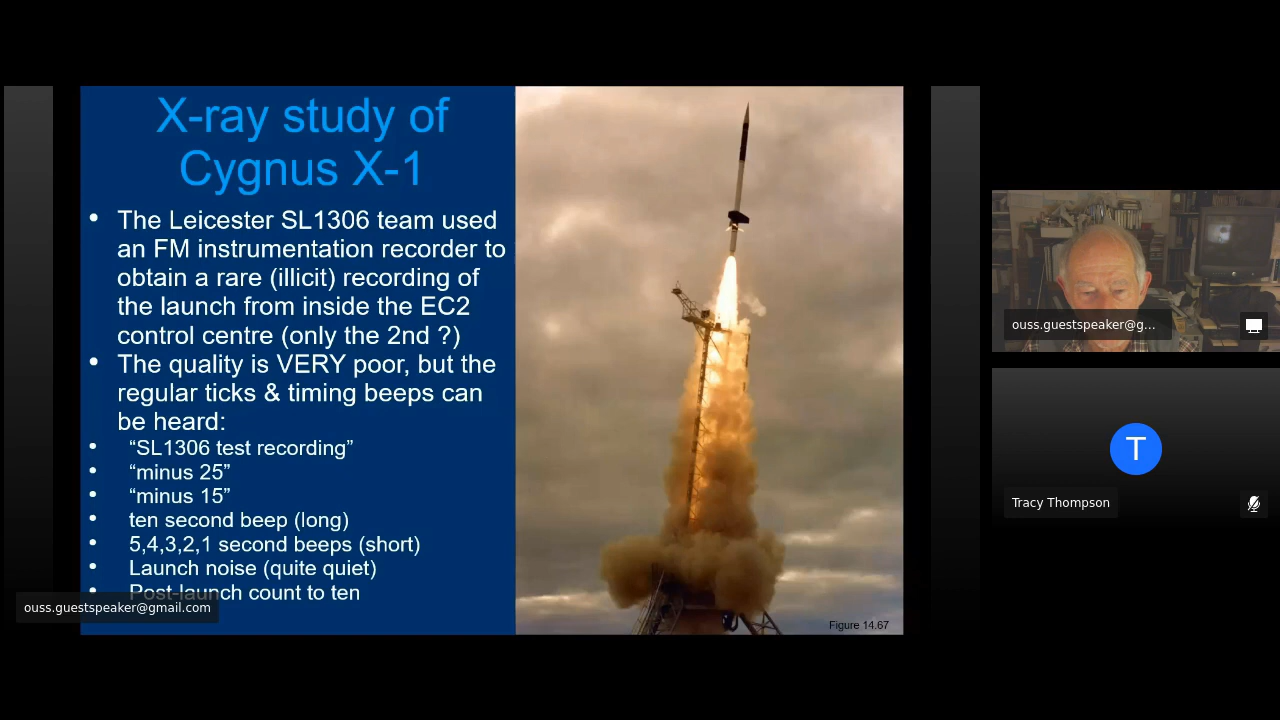 X-ray study of
Cygnus X-1
• The Leicester SL1306 team used
an FM instrumentation recorder to
obtain a rare (illicit) recording of
the launch from inside the EC2
control centre (only the 2nd ?)
• The quality is VERY poor, but the
regular ticks & timing beeps can
be heard:
• “SL1306 test recording”
• “minus 25”
• “minus 15”
• ten second beep (long)
• 5,4,3,2,1 second beeps (short)
• Launch noise (quite quiet)
• Post-launch count to ten
Figure 14.67
ouss.guestspeaker@gmail.com
ouss.guestspeaker@g...
T
Tracy Thompson